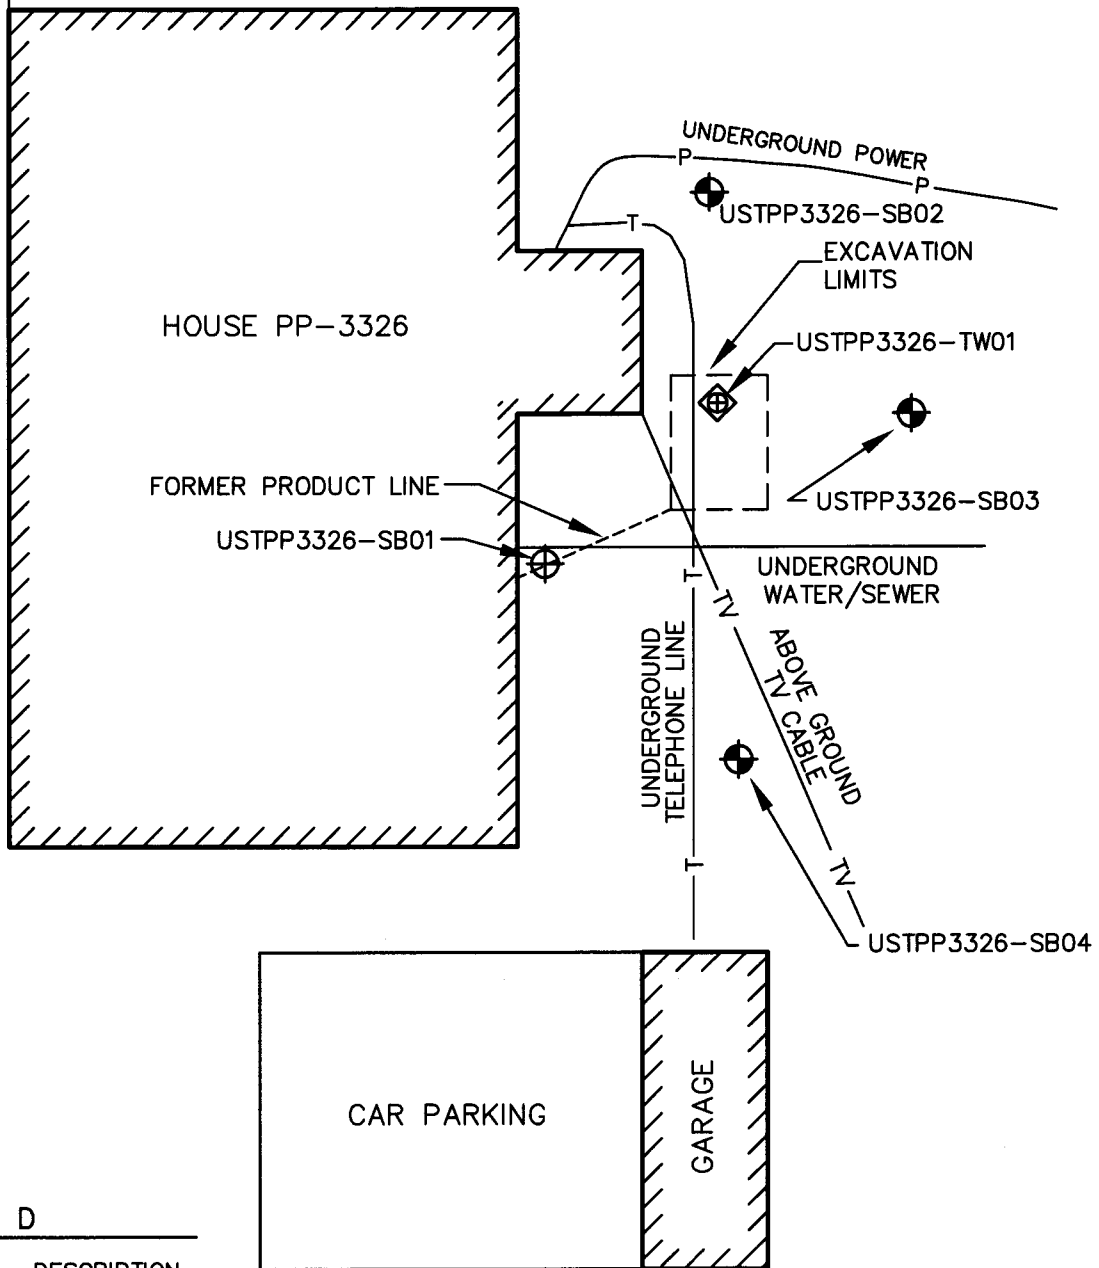 UNDERGROUND POWER
P
P
USTPP3326-SB02
T
EXCAVATION
LIMITS
HOUSE PP-3326
USTPP3326-TW01
FORMER PRODUCT LINE
USTPP3326-SB03
USTPP3326-SB01
UNDERGROUND
WATER/SEWER
T
TV
UNDERGROUND
TELEPHONE LINE
ABOVE GROUND
TV CABLE
T
TV
USTPP3326-SB04
CAR PARKING
GARAGE
D
DESCRIPTION